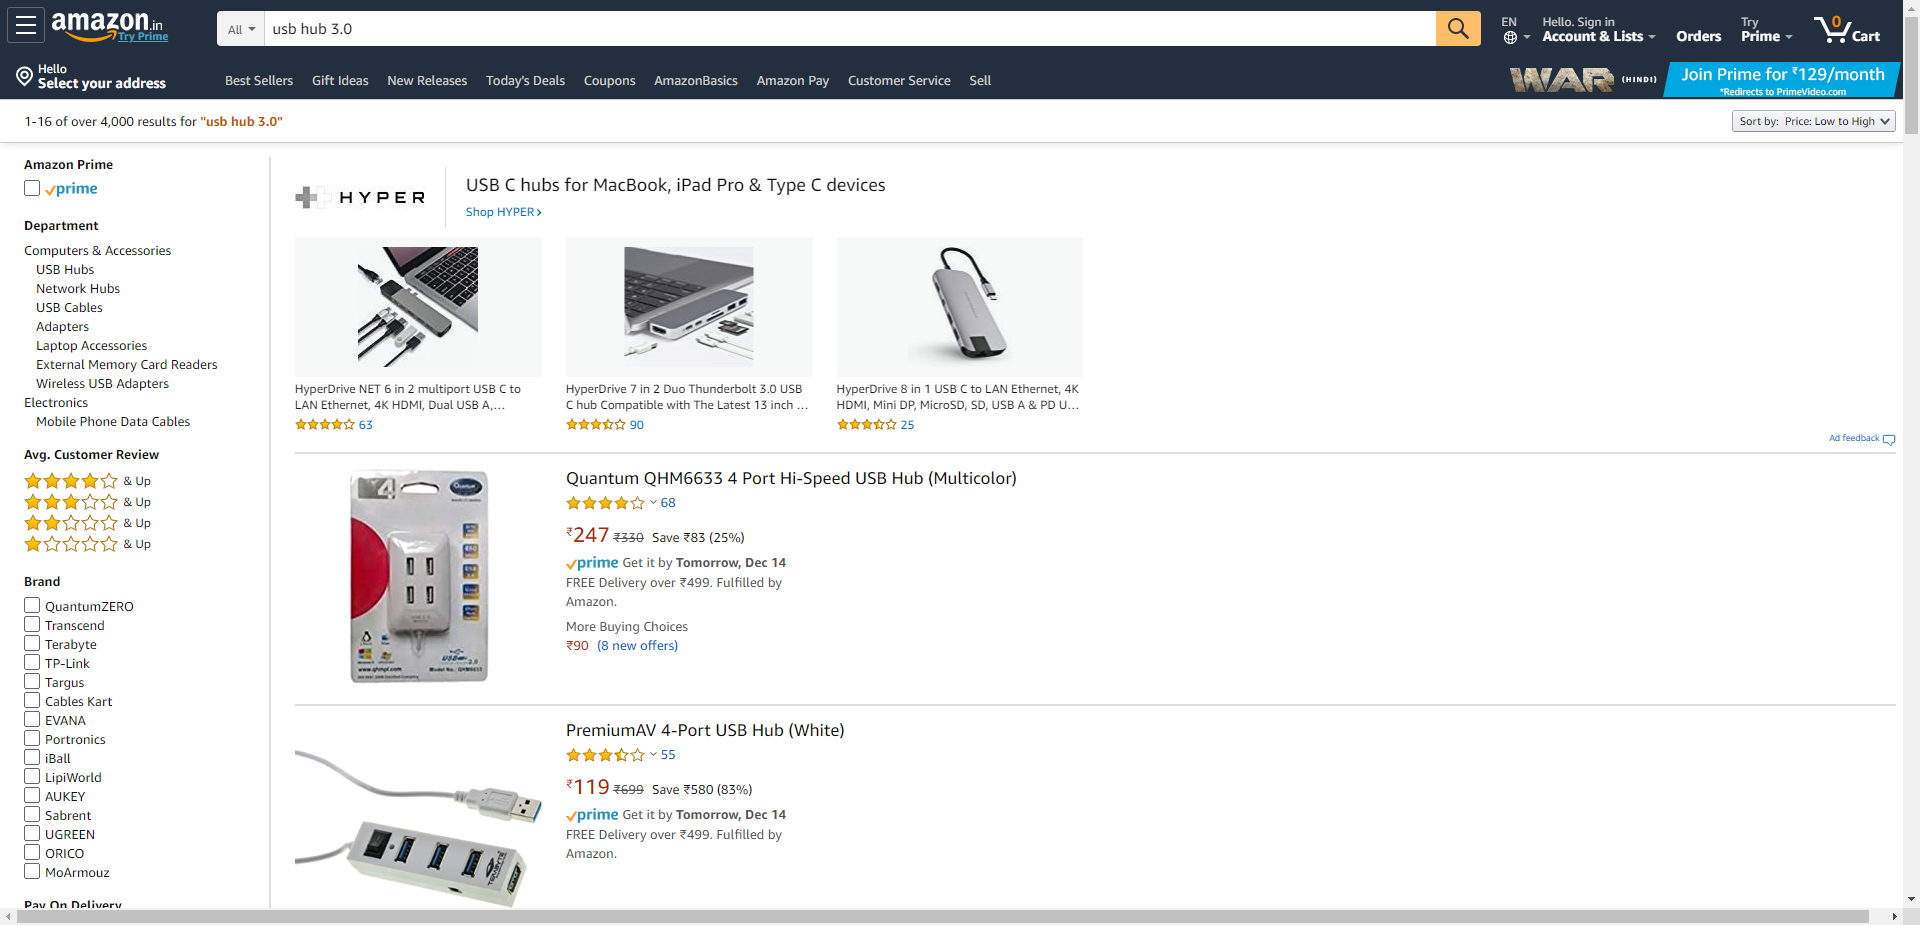 amazon.in
Try Prime
All
usb hub 3.0
EN
Hello. Sign in
Account & Lists
Orders
Try
Prime
0
Cart
Hello
Select your address
Best Sellers
Gift Ideas
New Releases
Today's Deals
Coupons
AmazonBasics
Amazon Pay
Customer Service
Sell
WAR (HINDI)
Join Prime for ₹129/month
*Redirects to PrimeVideo.com
1-16 of over 4,000 results for "usb hub 3.0"
Sort by: Price: Low to High
Amazon Prime
prime
Department
Computers & Accessories
USB Hubs
Network Hubs
USB Cables
Adapters
Laptop Accessories
External Memory Card Readers
Wireless USB Adapters
Electronics
Mobile Phone Data Cables
Avg. Customer Review
& Up
& Up
& Up
& Up
Brand
QuantumZERO
Transcend
Terabyte
TP-Link
Targus
Cables Kart
EVANA
Portronics
iBall
LipiWorld
AUKEY
Sabrent
UGREEN
ORICO
MoArmouz
Pay On Delivery
HYPER
USB C hubs for MacBook, iPad Pro & Type C devices
Shop HYPER
HyperDrive NET 6 in 2 multiport USB C to
LAN Ethernet, 4K HDMI, Dual USB A,...
63
HyperDrive 7 in 2 Duo Thunderbolt 3.0 USB
C hub Compatible with The Latest 13 inch ...
90
HyperDrive 8 in 1 USB C to LAN Ethernet, 4K
HDMI, Mini DP, MicroSD, SD, USB A & PD U...
25
Ad feedback
4
Quantum
www.qhmpl.com
Model No.: QHM6633
Quantum QHM6633 4 Port Hi-Speed USB Hub (Multicolor)
68
₹247 ₹330 Save ₹83 (25%)
prime Get it by Tomorrow, Dec 14
FREE Delivery over ₹499. Fulfilled by
Amazon.
More Buying Choices
₹90 (8 new offers)
TERABYTE
PremiumAV 4-Port USB Hub (White)
55
₹119 ₹699 Save ₹580 (83%)
prime Get it by Tomorrow, Dec 14
FREE Delivery over ₹499. Fulfilled by
Amazon.